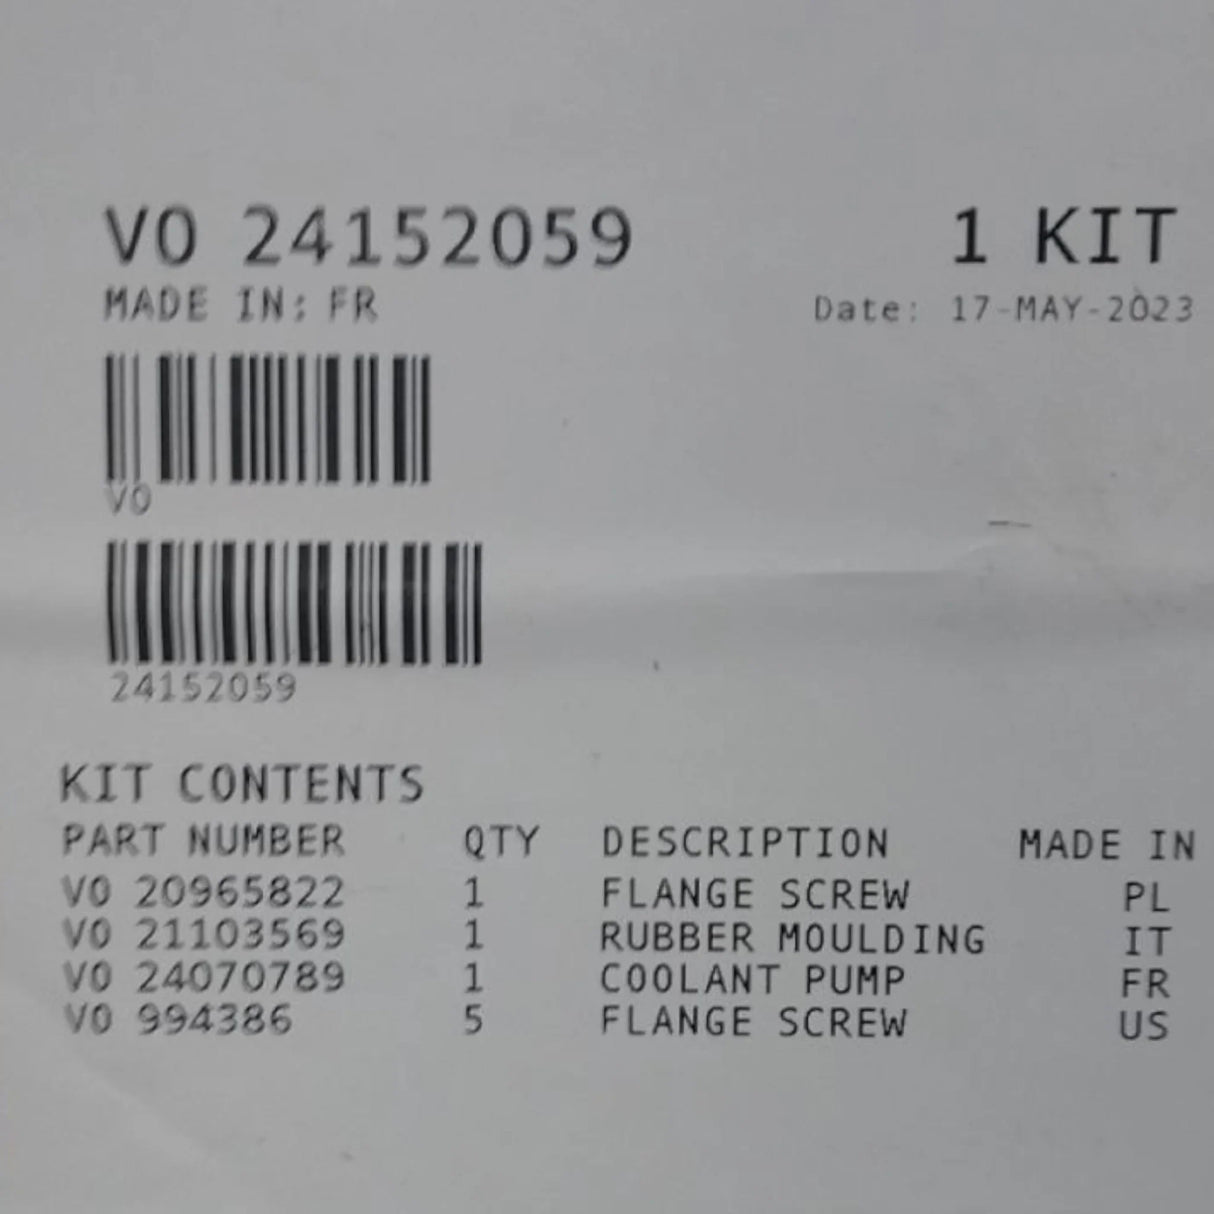 VO 24152059 1 KIT
MADE IN: FR Date: 17-MAY-2023
VO
24152059
KIT CONTENTS
PART NUMBER QTY DESCRIPTION MADE IN
VO 20965822 1 FLANGE SCREW PL
VO 21103569 1 RUBBER MOULDING IT
VO 24070789 1 COOLANT PUMP FR
VO 994386 5 FLANGE SCREW US